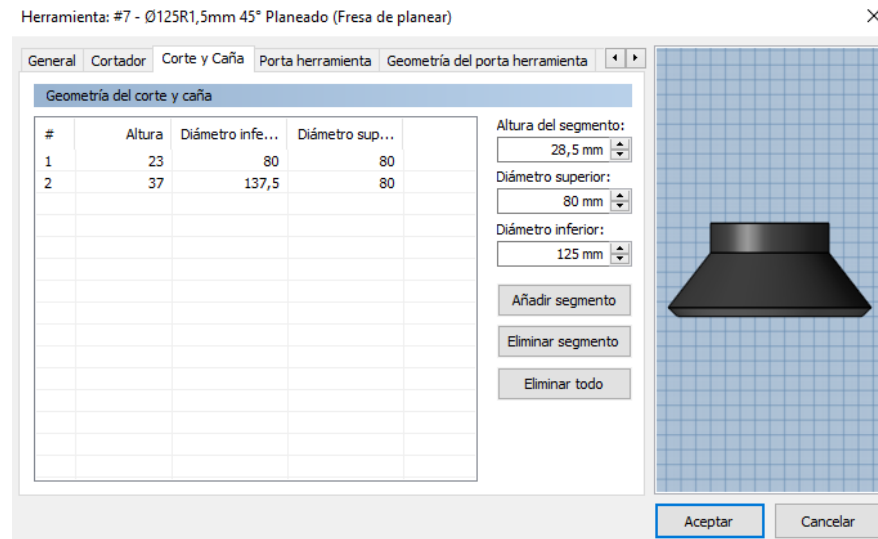 Herramienta: #7 - Ø125R1,5mm 45° Planeado (Fresa de planear)
General Cortador Corte y Caña Porta herramienta Geometría del porta herramienta
Geometría del corte y caña
# Altura Diámetro infe... Diámetro sup...
1 23 80 80
2 37 137,5 80
Altura del segmento:
28,5 mm
Diámetro superior:
80 mm
Diámetro inferior:
125 mm
Añadir segmento
Eliminar segmento
Eliminar todo
Aceptar Cancelar